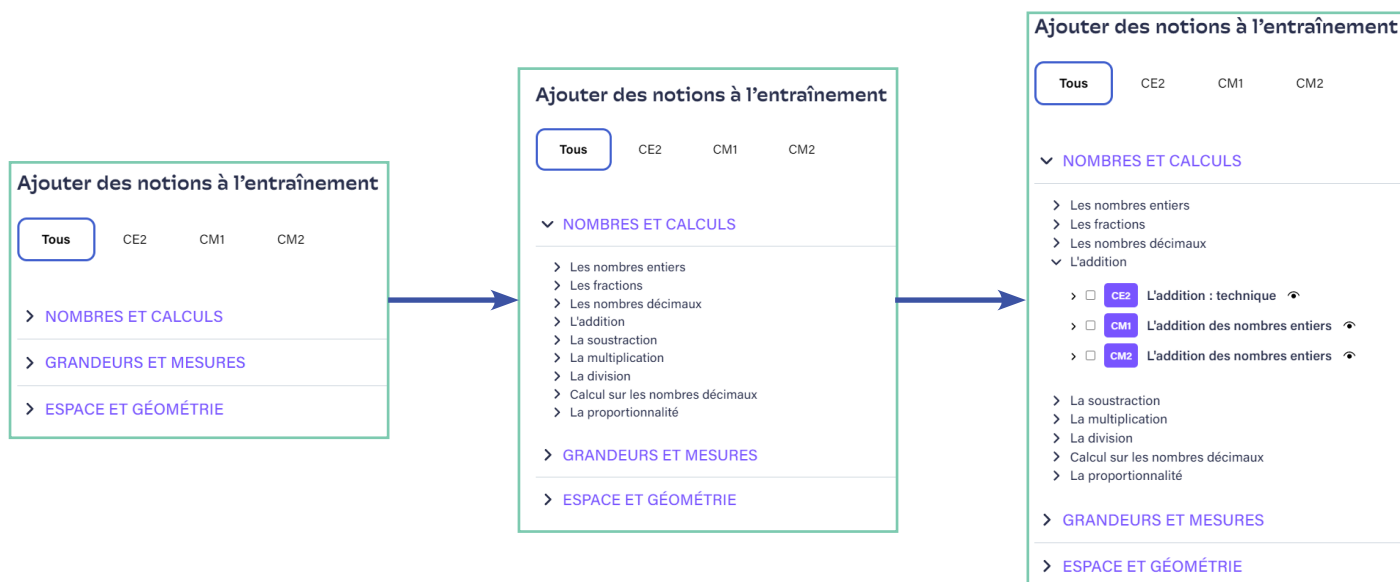 Ajouter des notions à l’entraînement
Tous CE2 CM1 CM2
NOMBRES ET CALCULS
GRANDEURS ET MESURES
ESPACE ET GÉOMÉTRIE
Ajouter des notions à l’entraînement
Tous CE2 CM1 CM2
NOMBRES ET CALCULS
Les nombres entiers
Les fractions
Les nombres décimaux
L'addition
La soustraction
La multiplication
La division
Calcul sur les nombres décimaux
La proportionnalité
GRANDEURS ET MESURES
ESPACE ET GÉOMÉTRIE
Ajouter des notions à l’entraînement
Tous CE2 CM1 CM2
NOMBRES ET CALCULS
Les nombres entiers
Les fractions
Les nombres décimaux
L'addition
CE2 L'addition : technique
CM1 L'addition des nombres entiers
CM2 L'addition des nombres entiers
La soustraction
La multiplication
La division
Calcul sur les nombres décimaux
La proportionnalité
GRANDEURS ET MESURES
ESPACE ET GÉOMÉTRIE